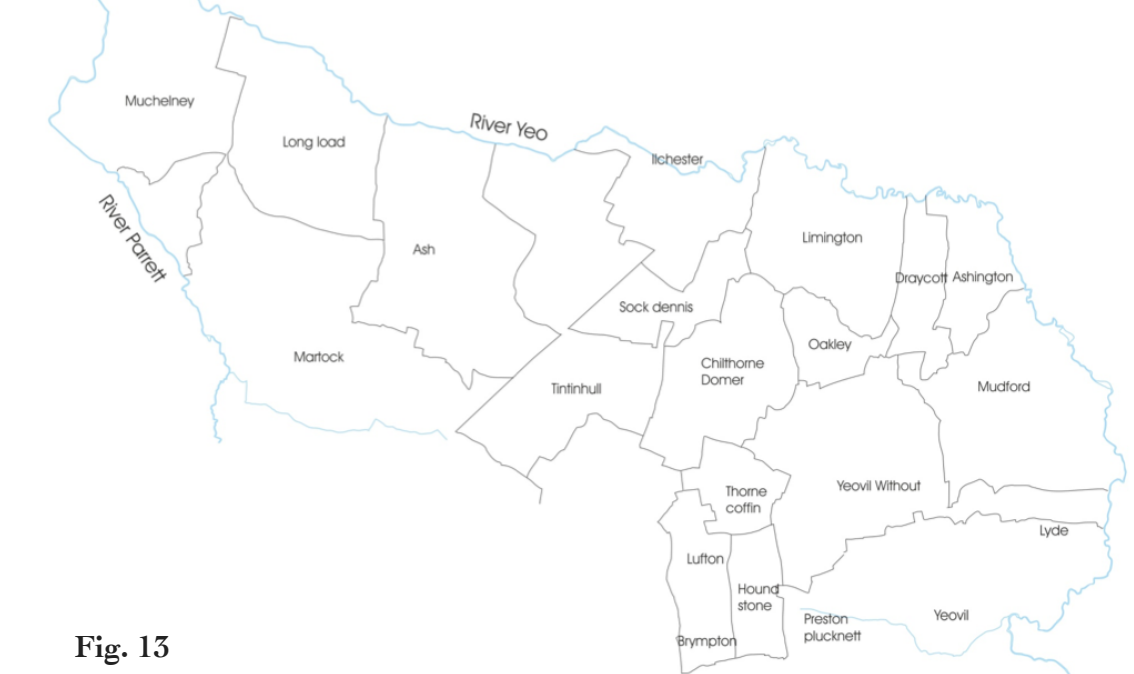 Muchelney
Long load
River Yeo
Ilchester
River Parrett
Ash
Limington
Draycott
Ashington
Sock dennis
Martock
Oakley
Chilthorne
Domer
Tintinhull
Mudford
Yeovil Without
Thorne
coffin
Lyde
Lufton
Hound
stone
Brympton
Preston
plucknett
Yeovil
Fig. 13